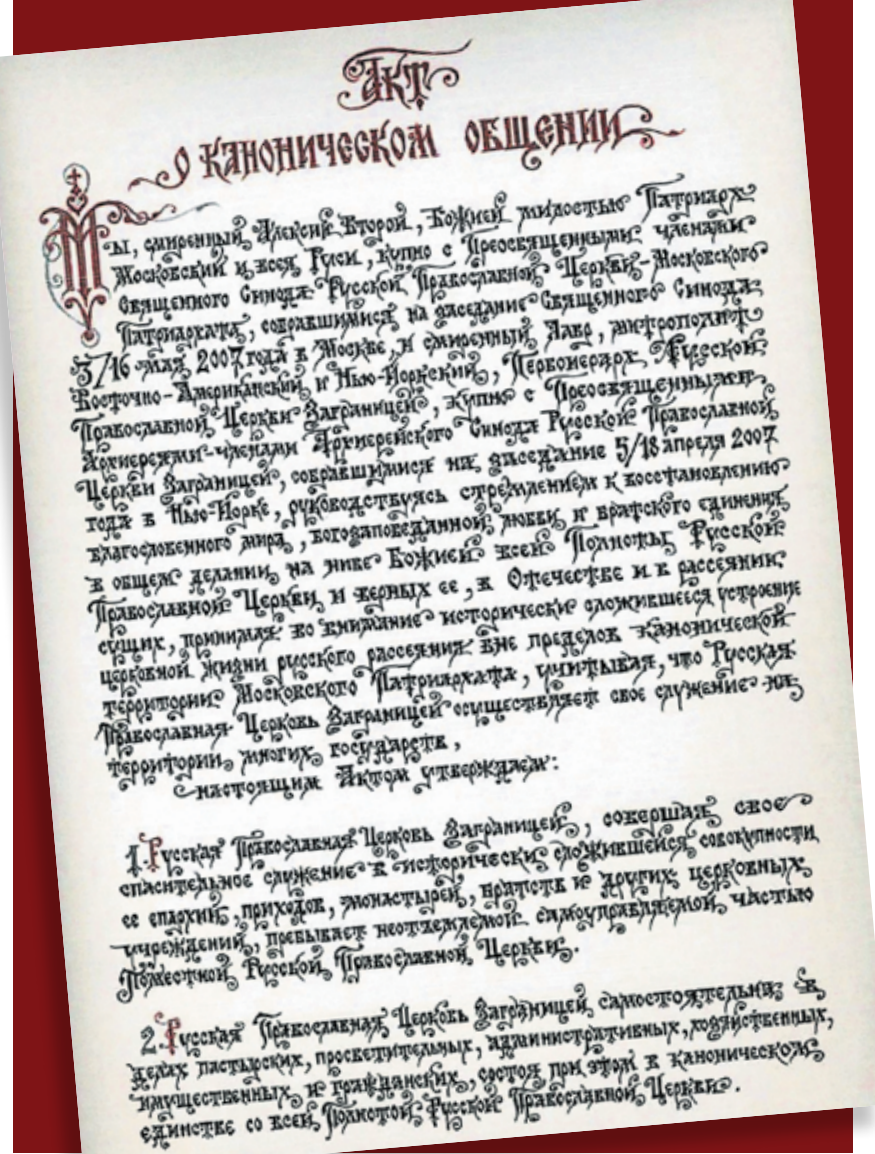 Акт
о каноническом общении
Мы, смиренный Алексий Второй, Божией милостью Патриарх
Московский и всея Руси, купно с Преосвященными членами
Священного Синода Русской Православной Церкви-Московского
Патриархата, собравшимися на заседание Священного Синода
3/16 мая 2007 года в Москве, и смиренный Лавр, митрополит
Восточно-Американский и Нью-Йоркский, Первоиерарх Русской
Православной Церкви Заграницей, купно с Преосвященными
Архиереями-членами Архиерейского Синода Русской Православной
Церкви Заграницей, собравшимися на заседание 5/18 апреля 2007
года в Нью-Йорке, руководствуясь стремлением к восстановлению
благословенного мира, богозаповеданной любви и братского единения
в общем делании на ниве Божией всей Полноты Русской
Православной Церкви и верных ее, в Отечестве и в рассеянии
сущих, принимая во внимание исторически сложившееся устроение
церковной жизни русского рассеяния вне пределов канонической
территории Московского Патриархата, учитывая, что Русская
Православная Церковь Заграницей осуществляет свое служение на
территории многих государств,
настоящим Актом утверждаем:
1. Русская Православная Церковь Заграницей, совершая свое
спасительное служение в исторически сложившейся совокупности
ее епархий, приходов, монастырей, братств и других церковных
учреждений, пребывает неотъемлемой самоуправляемой частью
Поместной Русской Православной Церкви.
2. Русская Православная Церковь Заграницей самостоятельна в
делах пастырских, просветительных, административных, хозяйственных,
имущественных и гражданских, состоя при этом в каноническом
единстве со всей Полнотой Русской Православной Церкви.